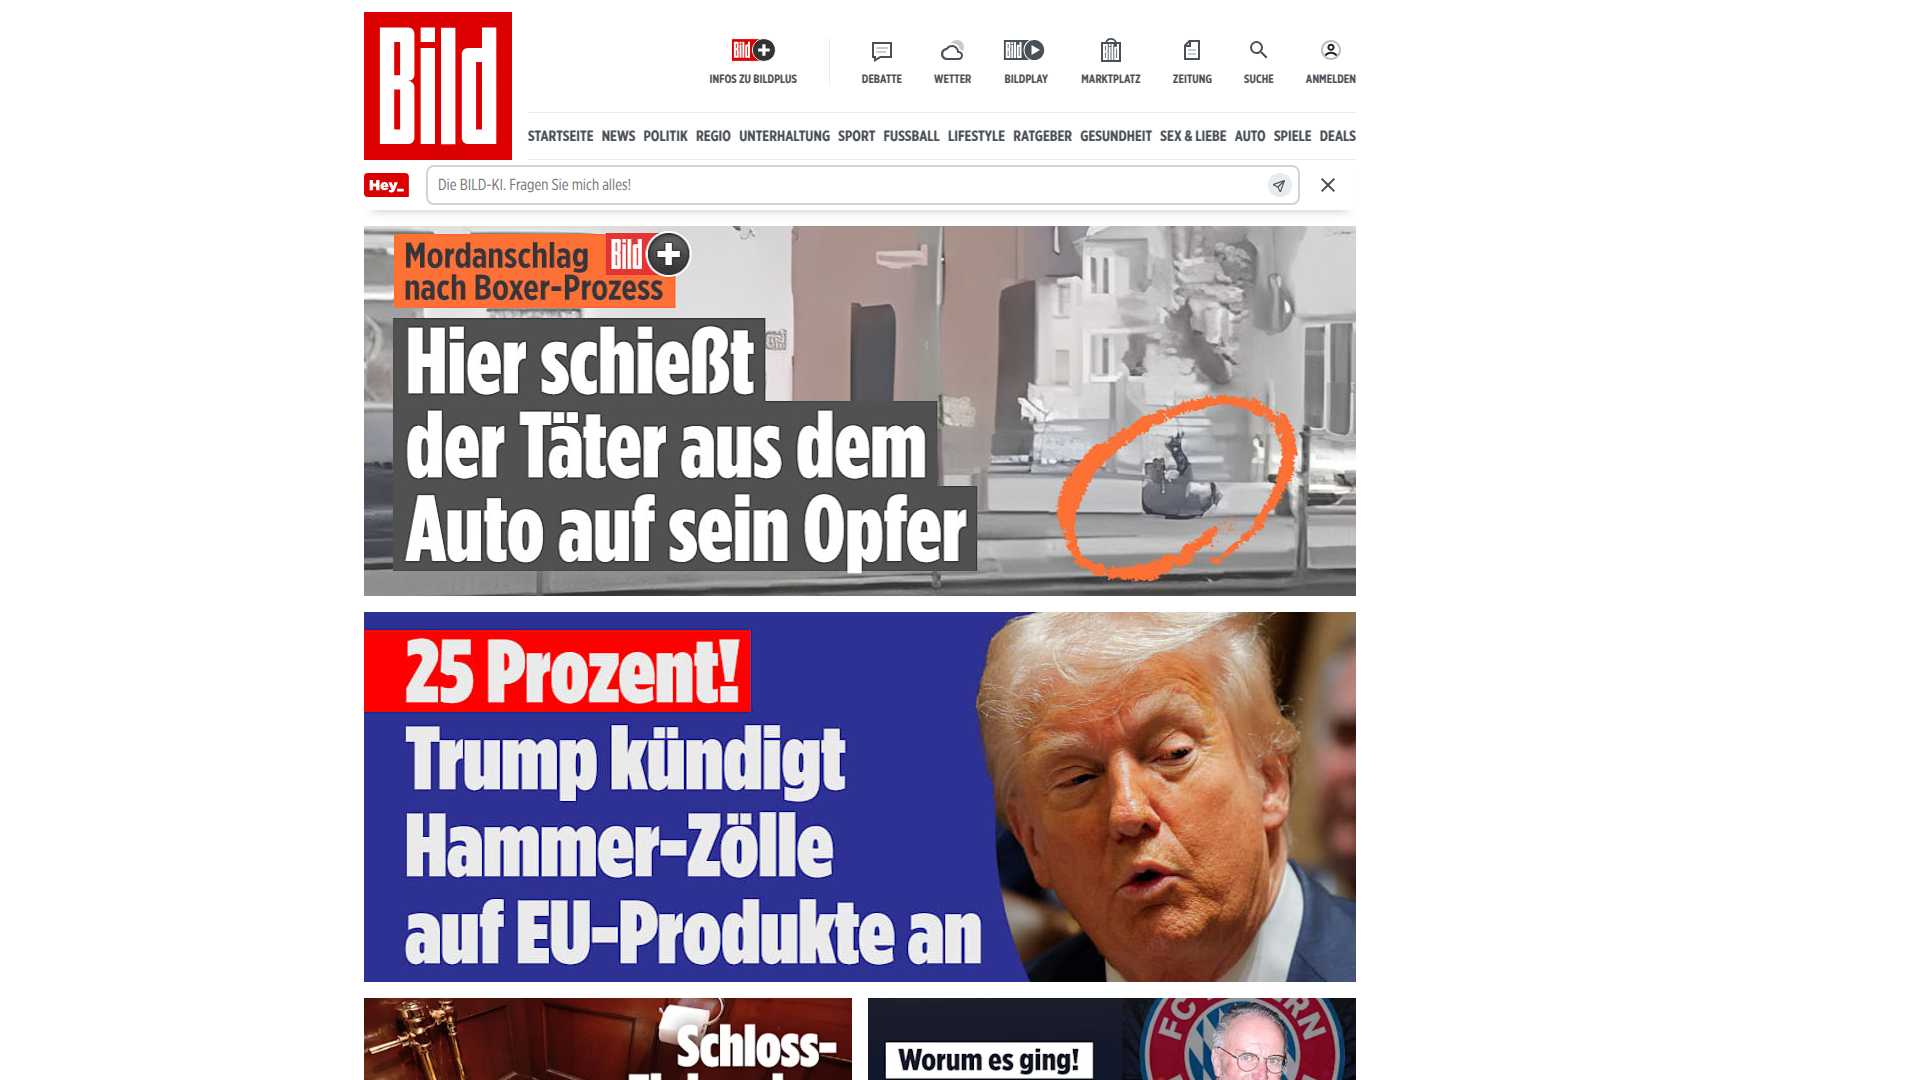 Bild
Bild+
INFOS ZU BILDPLUS
DEBATTE
WETTER
Bild
BILDPLAY
Bild
MARKTPLATZ
ZEITUNG
SUCHE
ANMELDEN
STARTSEITE NEWS POLITIK REGIO UNTERHALTUNG SPORT FUSSBALL LIFESTYLE RATGEBER GESUNDHEIT SEX & LIEBE AUTO SPIELE DEALS
Hey_
Die BILD-KI. Fragen Sie mich alles!
Mordanschlag Bild+
nach Boxer-Prozess
Hier schießt
der Täter aus dem
Auto auf sein Opfer
25 Prozent!
Trump kündigt
Hammer-Zölle
auf EU-Produkte an
Schloss-
Worum es ging!